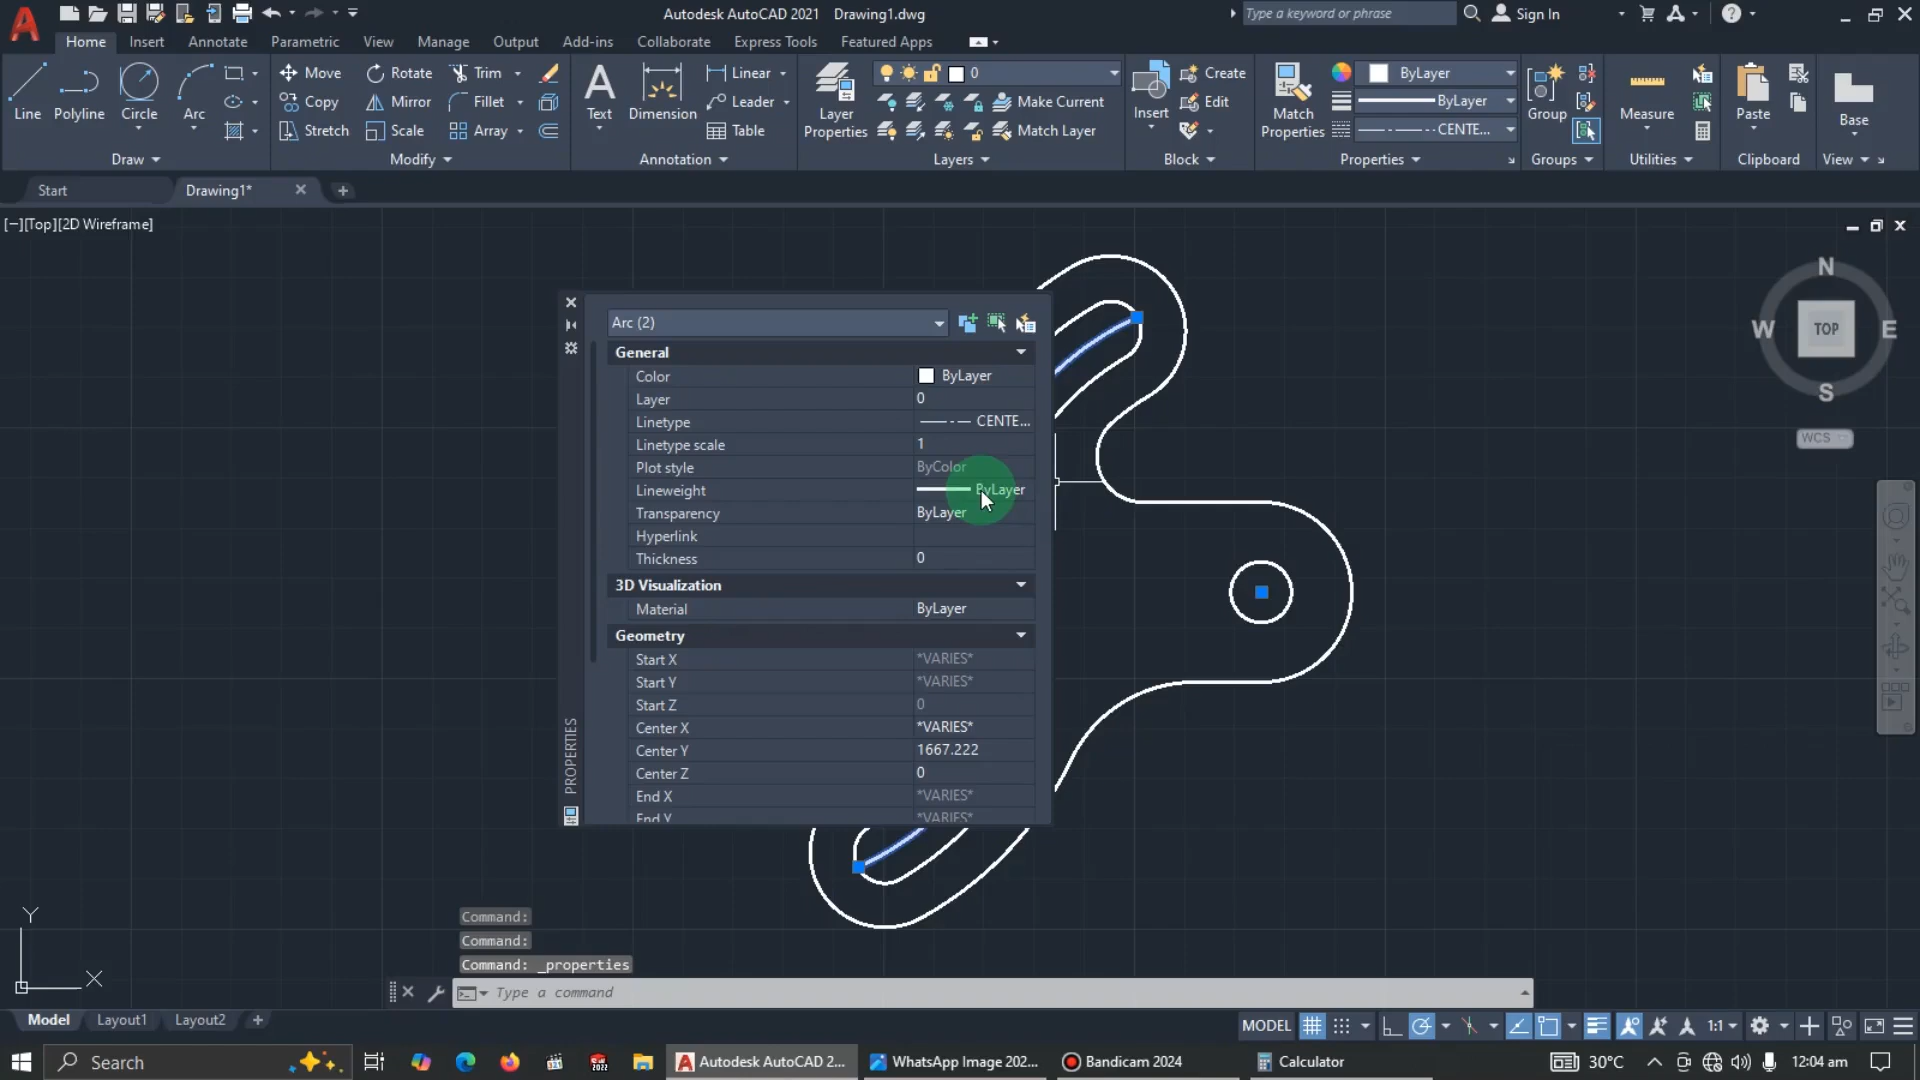 Autodesk AutoCAD 2021 Drawing1.dwg
Type a keyword or phrase
Sign In
Home Insert Annotate Parametric View Manage Output Add-ins Collaborate Express Tools Featured Apps
Line Polyline Circle Arc
Move Rotate Trim
Copy Mirror Fillet
Stretch Scale Array
Text Dimension
Linear
Leader
Table
Layer Properties
0
Make Current
Match Layer
Insert
Create
Edit
Match Properties
ByLayer
ByLayer
CENTE...
Group
Measure
Paste
Base
Draw Modify Annotation Layers Block Properties Groups Utilities Clipboard View
Start Drawing1*
[−][Top][2D Wireframe]
N
W TOP E
S
WCS
Arc (2)
General
Color ByLayer
Layer 0
Linetype CENTE...
Linetype scale 1
Plot style ByColor
Lineweight ByLayer
Transparency ByLayer
Hyperlink
Thickness 0
3D Visualization
Material ByLayer
Geometry
Start X *VARIES*
Start Y *VARIES*
Start Z 0
Center X *VARIES*
Center Y 1667.222
Center Z 0
End X *VARIES*
End Y *VARIES*
PROPERTIES
Y
X
Command:
Command:
Command: _properties
Type a command
Model Layout1 Layout2
MODEL 1:1
Search
Autodesk AutoCAD 2... WhatsApp Image 202... Bandicam 2024 Calculator
30°C 12:04 am